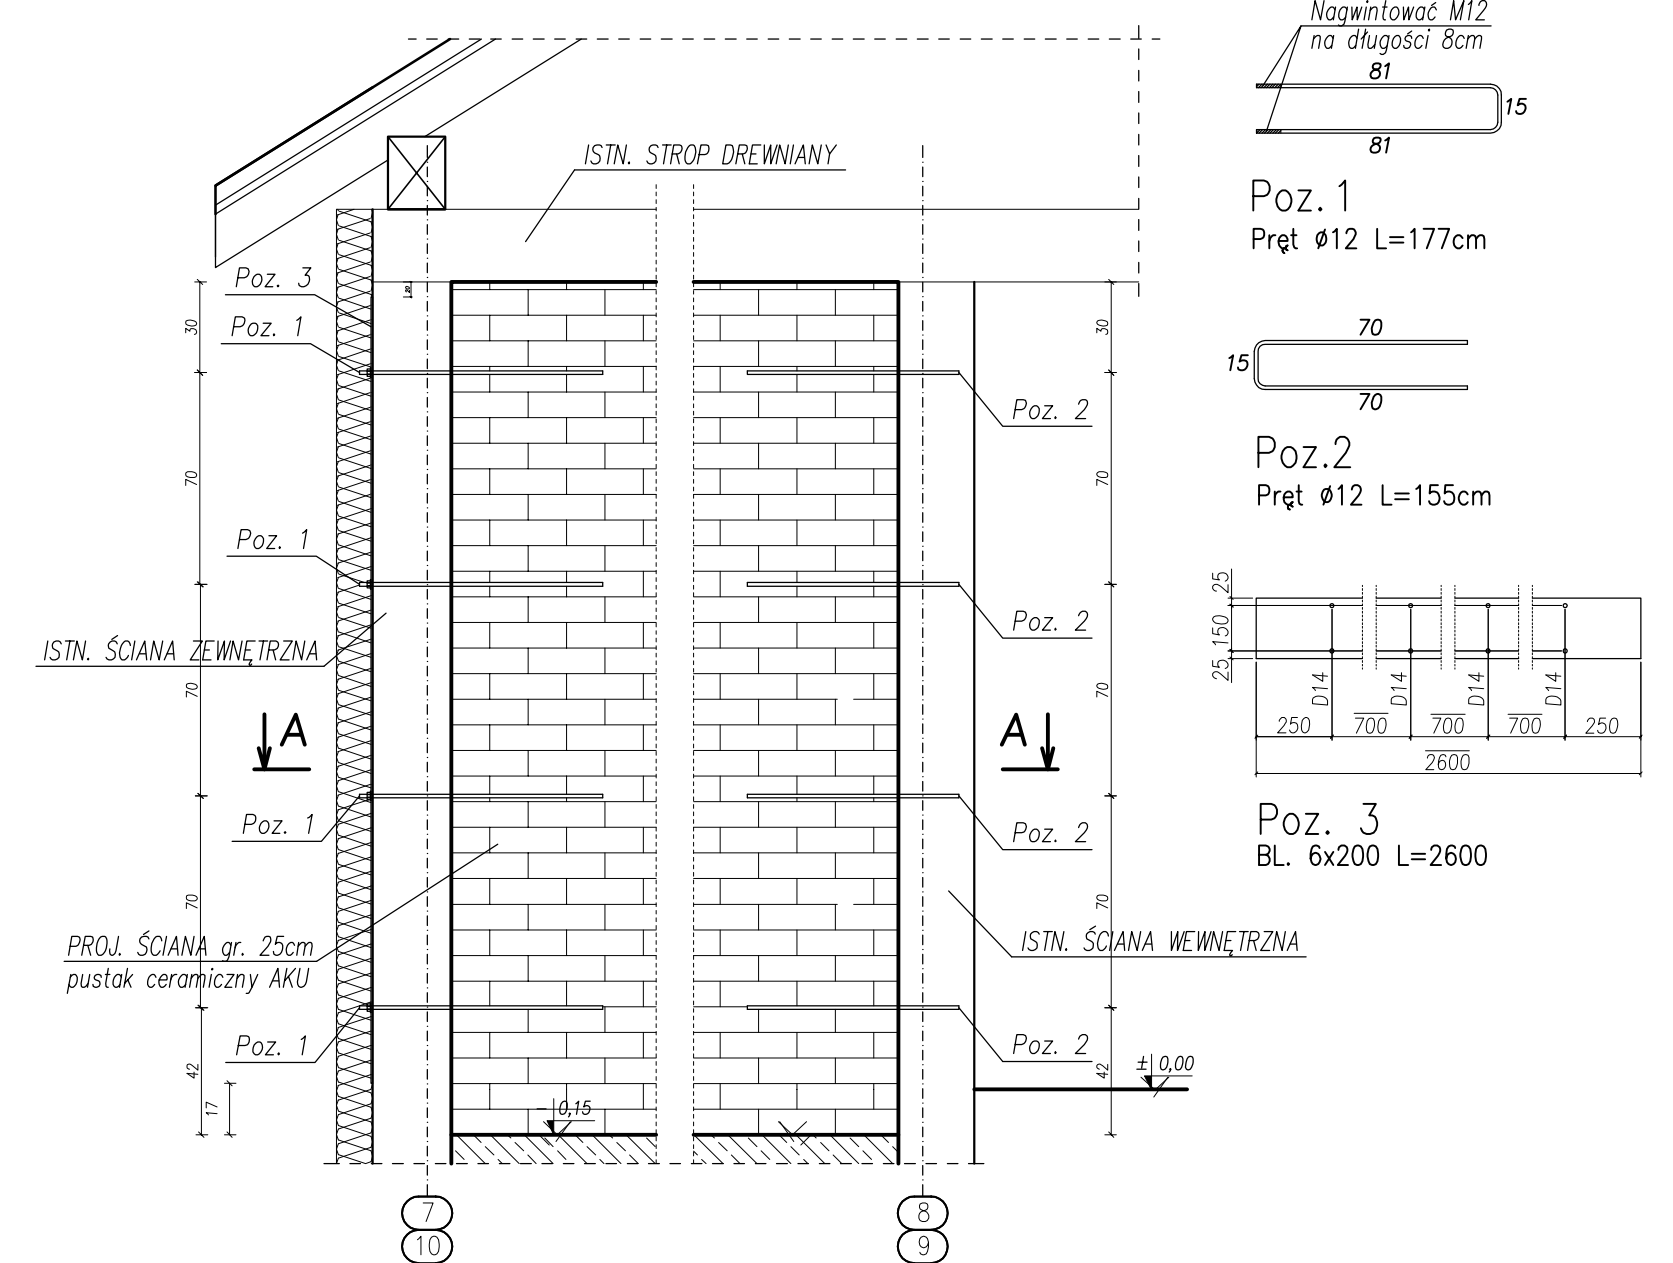 Nagwintować M12
na długości 8cm
81
15
81
Poz. 1
Pręt ϕ12 L=177cm
ISTN. STROP DREWNIANY
Poz. 3
20
30
Poz. 1
30
70
15
70
Poz. 2
Poz.2
Pręt ϕ12 L=155cm
70
70
Poz. 1
Poz. 2
ISTN. ŚCIANA ZEWNĘTRZNA
70
70
25
150
25
D14
D14
D14
D14
250
700
700
700
250
2600
A
A
Poz. 3
BL. 6x200 L=2600
Poz. 1
Poz. 2
70
70
PROJ. ŚCIANA gr. 25cm
pustak ceramiczny AKU
ISTN. ŚCIANA WEWNĘTRZNA
Poz. 1
Poz. 2
42
42
± 0,00
17
- 0,15
7
8
10
9